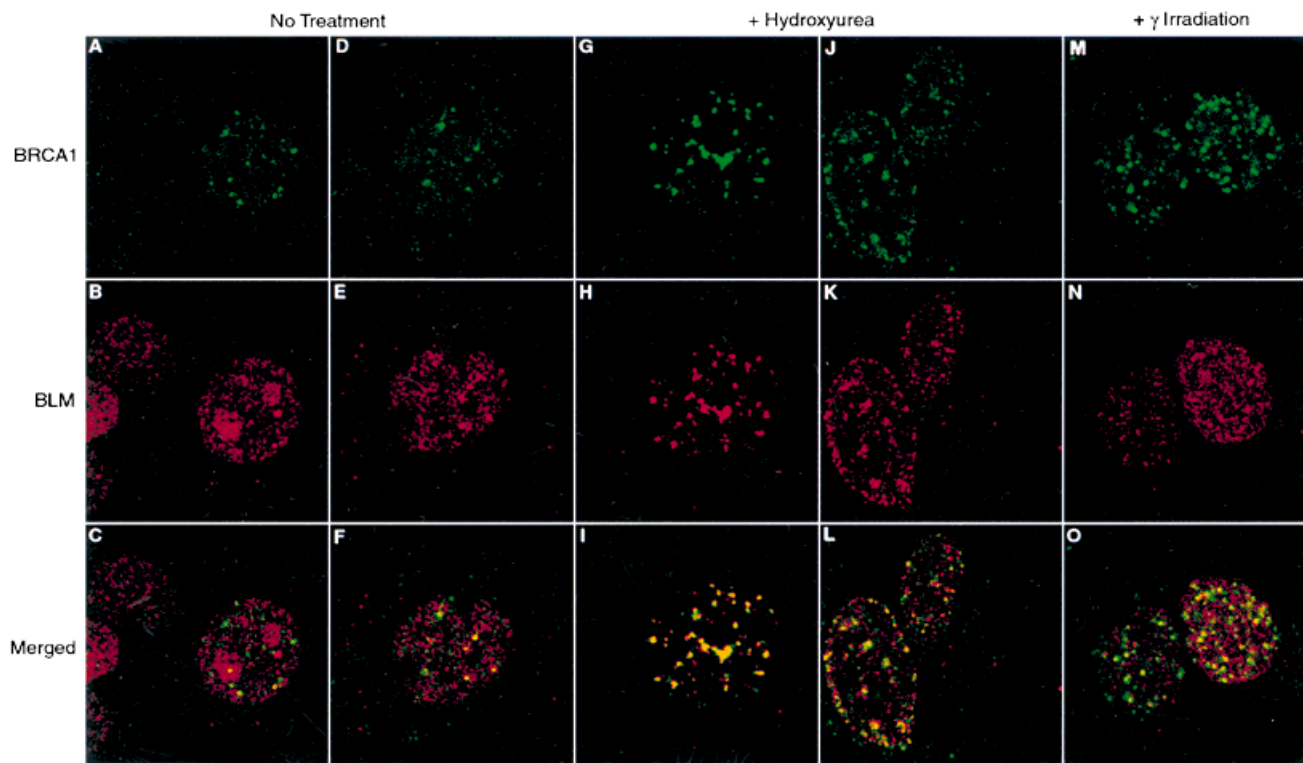 No Treatment
+ Hydroxyurea
+ γ Irradiation
A
D
G
J
M
BRCA1
B
E
H
K
N
BLM
C
F
I
L
O
Merged